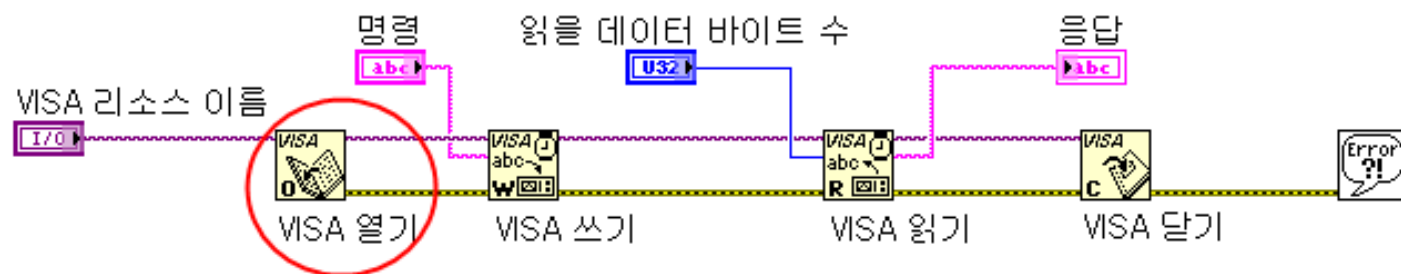 명령
읽을 데이터 바이트 수
응답
abc
U32
abc
VISA 리소스 이름
I/O
VISA
O
VISA
abc
W
VISA
abc
R
VISA
C
Error
?!
VISA 열기
VISA 쓰기
VISA 읽기
VISA 닫기